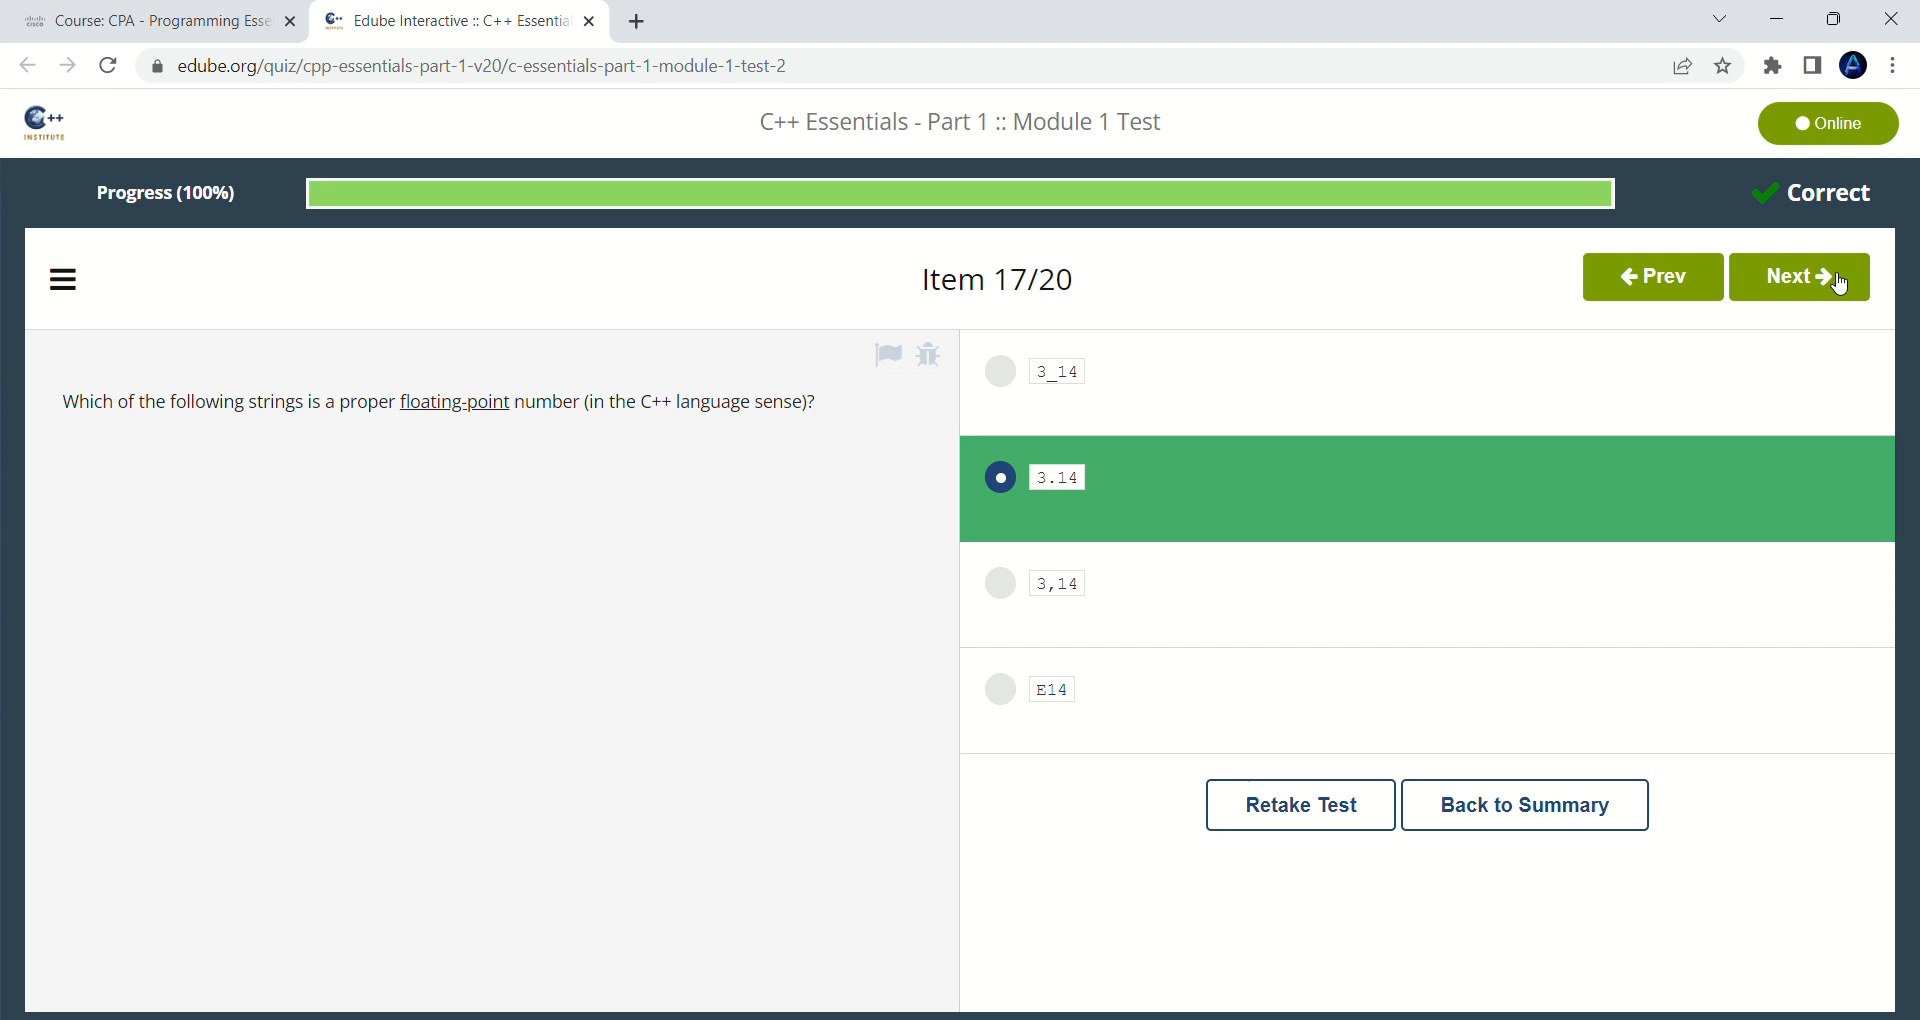 Course: CPA - Programming Esse
Edube Interactive :: C++ Essentia
edube.org/quiz/cpp-essentials-part-1-v20/c-essentials-part-1-module-1-test-2
C++
INSTITUTE
C++ Essentials - Part 1 :: Module 1 Test
Online
Progress (100%)
Correct
Item 17/20
Prev
Next
Which of the following strings is a proper floating-point number (in the C++ language sense)?
3_14
3.14
3,14
E14
Retake Test
Back to Summary